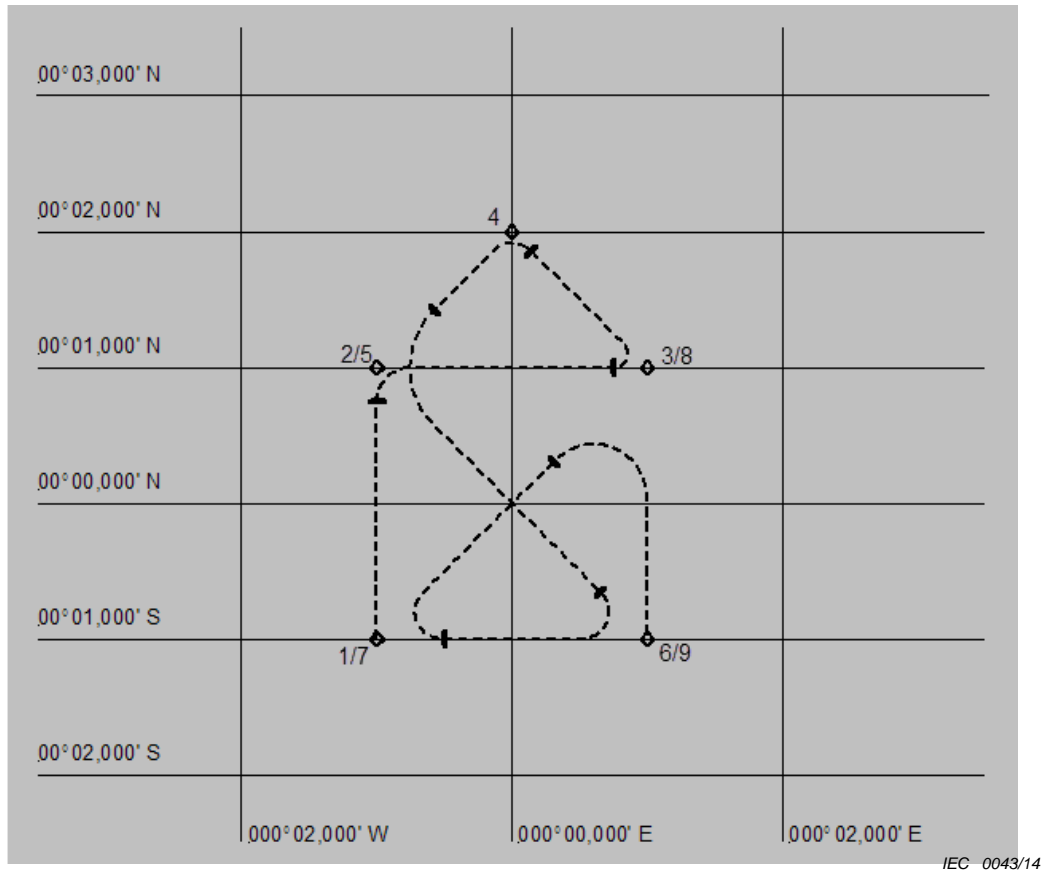 00° 03,000' N
00° 02,000' N
4
00° 01,000' N
2/5
3/8
00° 00,000' N
00° 01,000' S
1/7
6/9
00° 02,000' S
000° 02,000' W
000° 00,000' E
000° 02,000' E
IEC 0043/14